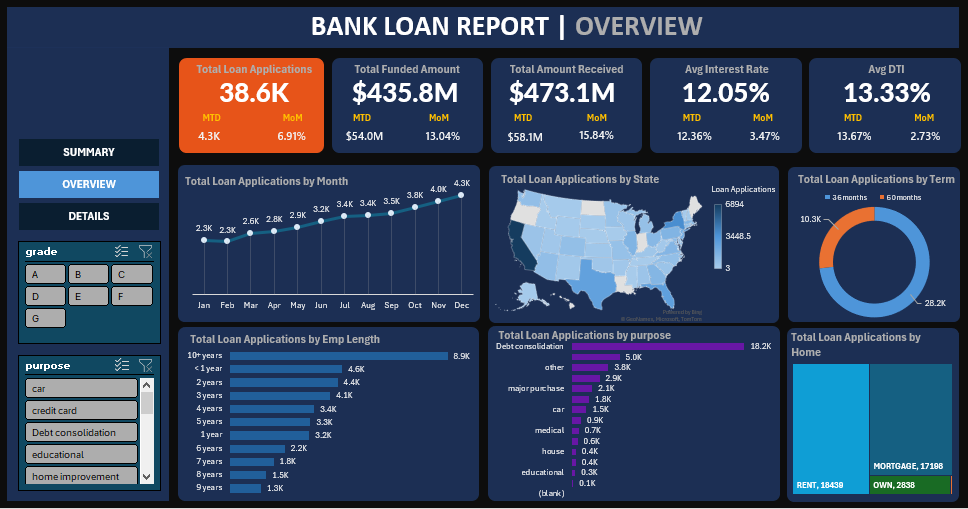 BANK LOAN REPORT | OVERVIEW
Total Loan Applications
38.6K
MTD MoM
4.3K 6.91%
Total Funded Amount
$435.8M
MTD MoM
$54.0M 13.04%
Total Amount Received
$473.1M
MTD MoM
$58.1M 15.84%
Avg Interest Rate
12.05%
MTD MoM
12.36% 3.47%
Avg DTI
13.33%
MTD MoM
13.67% 2.73%
SUMMARY
OVERVIEW
DETAILS
grade
A B C
D E F
G
purpose
car
credit card
Debt consolidation
educational
home improvement
Total Loan Applications by Month
2.3K 2.3K 2.6K 2.8K 2.9K 3.2K 3.4K 3.4K 3.5K 3.8K 4.0K 4.3K
Jan Feb Mar Apr May Jun Jul Aug Sep Oct Nov Dec
Total Loan Applications by State
Loan Applications
6894
3448.5
3
Powered by Bing
© GeoNames, Microsoft, TomTom
Total Loan Applications by Term
36 months 60 months
10.3K
28.2K
Total Loan Applications by Emp Length
10+ years 8.9K
< 1 year 4.6K
2 years 4.4K
3 years 4.1K
4 years 3.4K
5 years 3.3K
1 year 3.2K
6 years 2.2K
7 years 1.8K
8 years 1.5K
9 years 1.3K
Total Loan Applications by purpose
Debt consolidation 18.2K
5.0K
other 3.8K
2.9K
major purchase 2.1K
1.8K
car 1.5K
0.9K
medical 0.7K
0.6K
house 0.4K
0.4K
educational 0.3K
0.1K
(blank)
Total Loan Applications by
Home
MORTGAGE, 17198
RENT, 18439
OWN, 2838